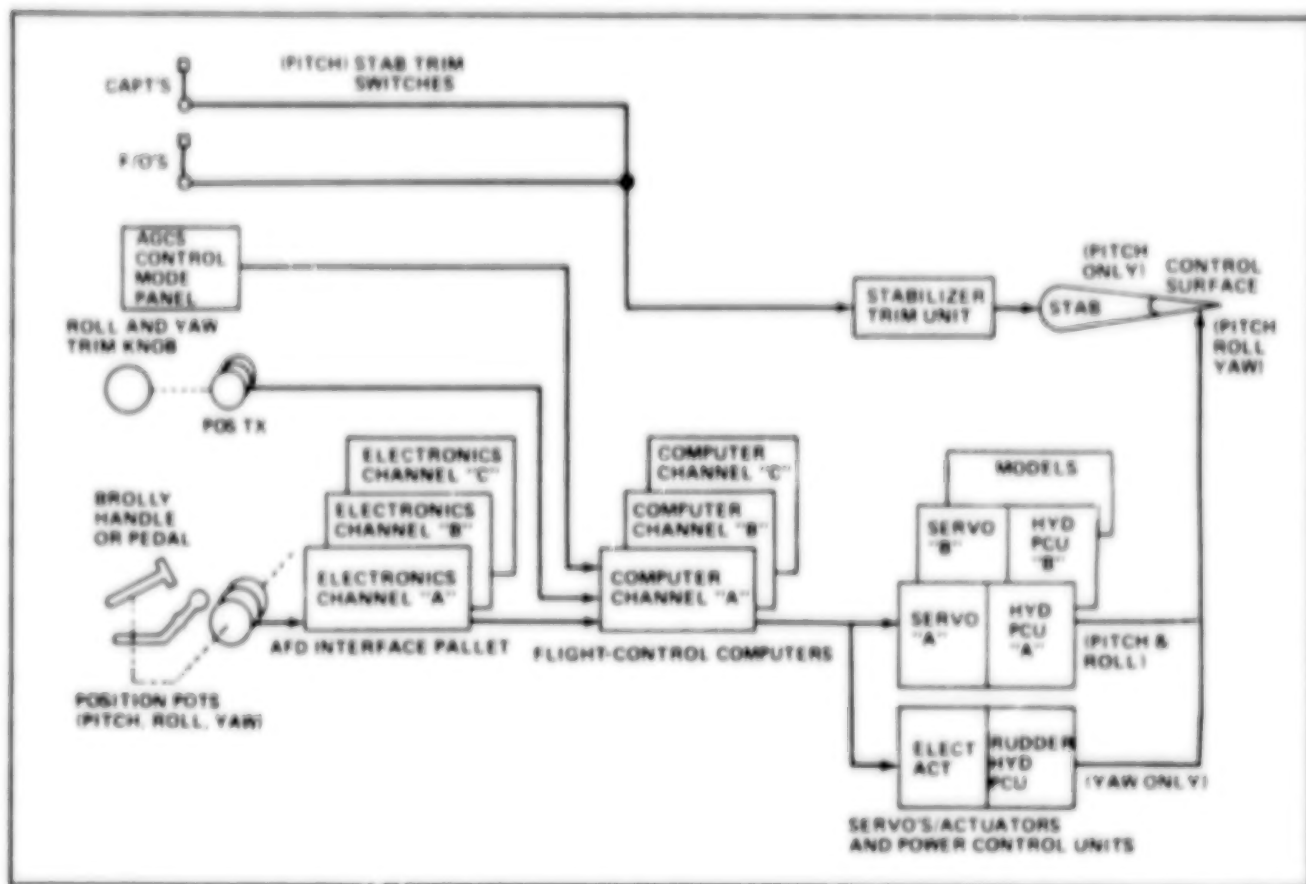 (PITCH) STAB TRIM
SWITCHES
CAPT'S
F/O'S
AGCS
CONTROL
MODE
PANEL
ROLL AND YAW
TRIM KNOB
POS TX
BROLLY
HANDLE
OR PEDAL
POSITION POTS
(PITCH, ROLL, YAW)
ELECTRONICS
CHANNEL "C"
ELECTRONICS
CHANNEL "B"
ELECTRONICS
CHANNEL "A"
AFD INTERFACE PALLET
COMPUTER
CHANNEL "C"
COMPUTER
CHANNEL "B"
COMPUTER
CHANNEL "A"
FLIGHT-CONTROL COMPUTERS
STABILIZER
TRIM UNIT
(PITCH
ONLY)
CONTROL
SURFACE
STAB
(PITCH
ROLL
YAW)
MODELS
SERVO
"B"
HYD
PCU
"B"
SERVO
"A"
HYD
PCU
"A"
(PITCH &
ROLL)
ELECT
ACT
RUDDER
HYD
PCU
(YAW ONLY)
SERVO'S/ACTUATORS
AND POWER CONTROL UNITS